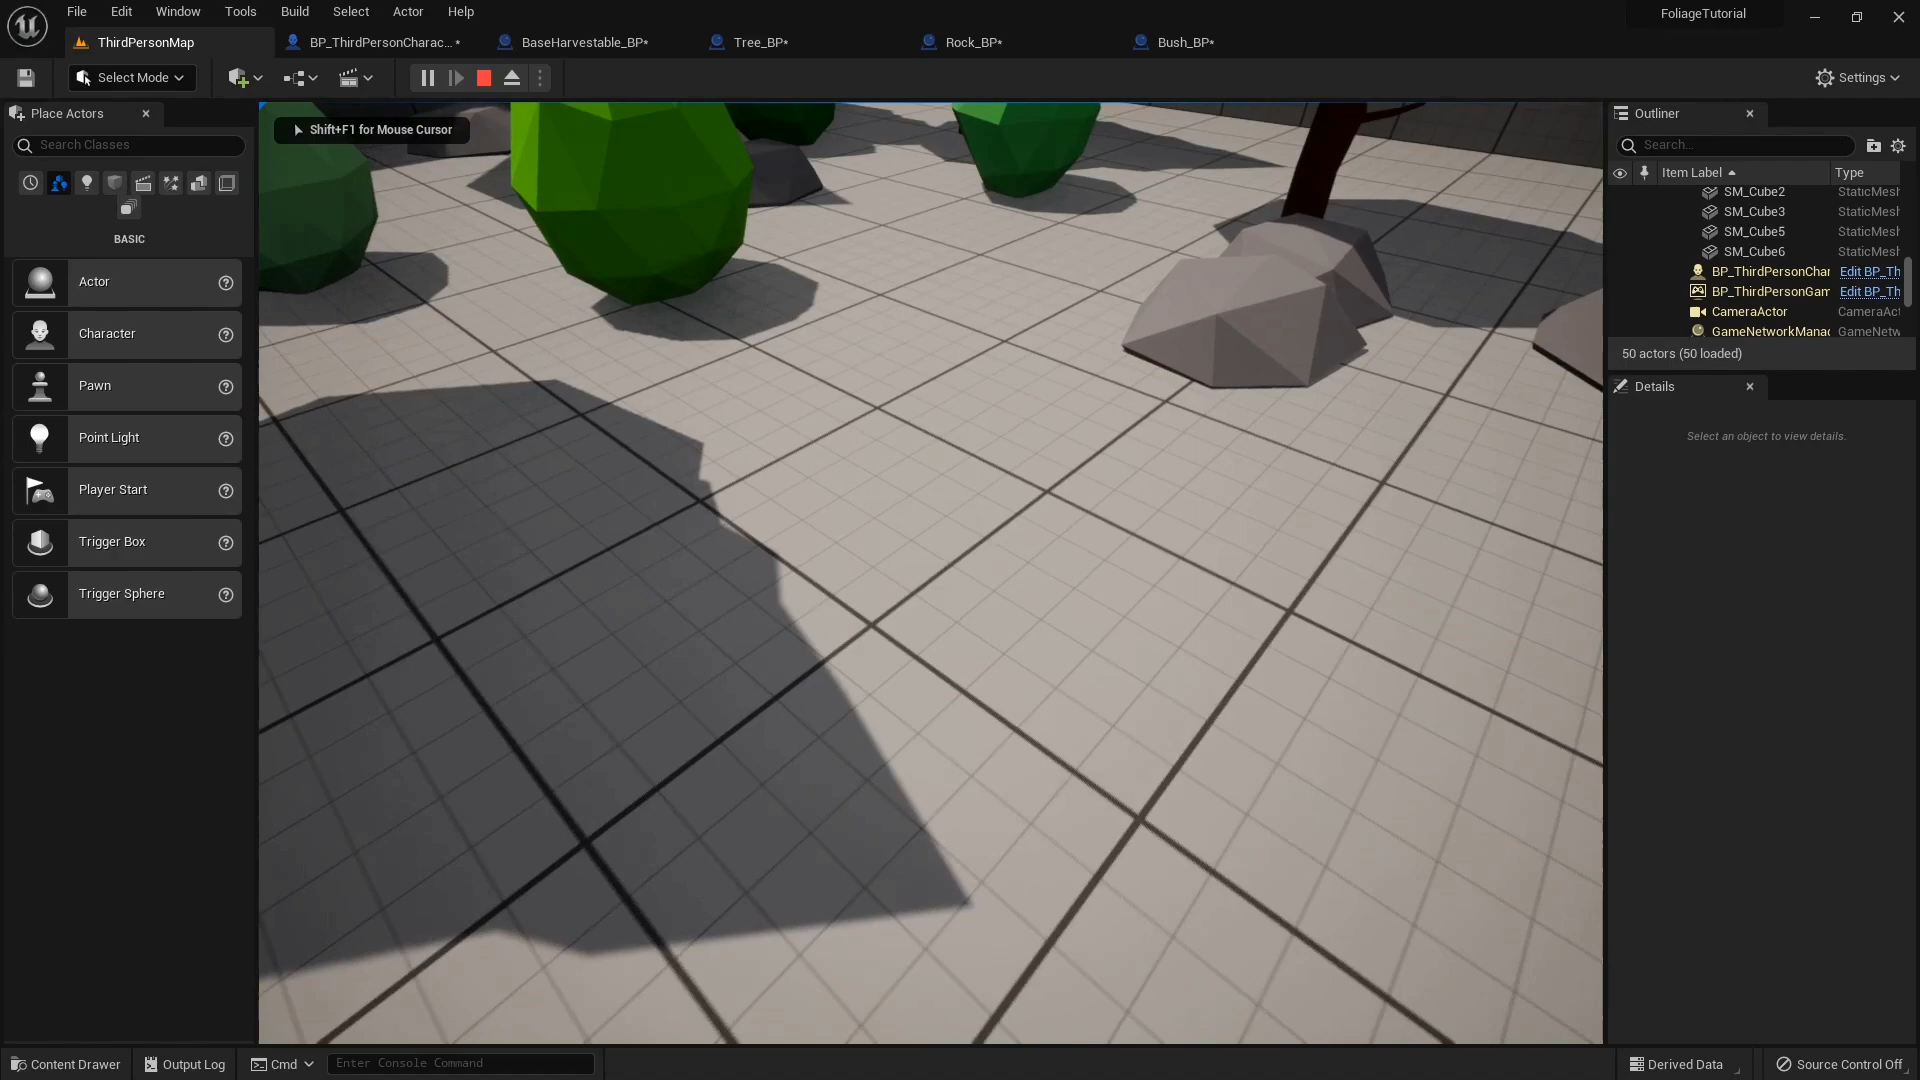 File Edit Window Tools Build Select Actor Help
FoliageTutorial
ThirdPersonMap
BP_ThirdPersonCharac... *
BaseHarvestable_BP*
Tree_BP*
Rock_BP*
Bush_BP*
Select Mode
Settings
Place Actors
Search Classes
BASIC
Actor
Character
Pawn
Point Light
Player Start
Trigger Box
Trigger Sphere
Shift+F1 for Mouse Cursor
Outliner
Search...
Item Label Type
SM_Cube2 StaticMesh
SM_Cube3 StaticMesh
SM_Cube5 StaticMesh
SM_Cube6 StaticMesh
BP_ThirdPersonChar Edit BP_Th
BP_ThirdPersonGam Edit BP_Th
CameraActor CameraAct
GameNetworkManag GameNetw
50 actors (50 loaded)
Details
Select an object to view details.
Content Drawer
Output Log
Cmd
Enter Console Command
Derived Data
Source Control Off